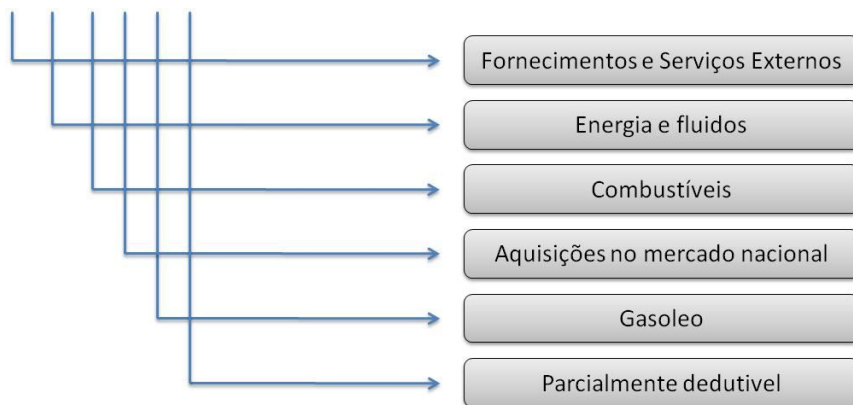 Fornecimentos e Serviços Externos
Energia e fluidos
Combustíveis
Aquisições no mercado nacional
Gasoleo
Parcialmente dedutivel